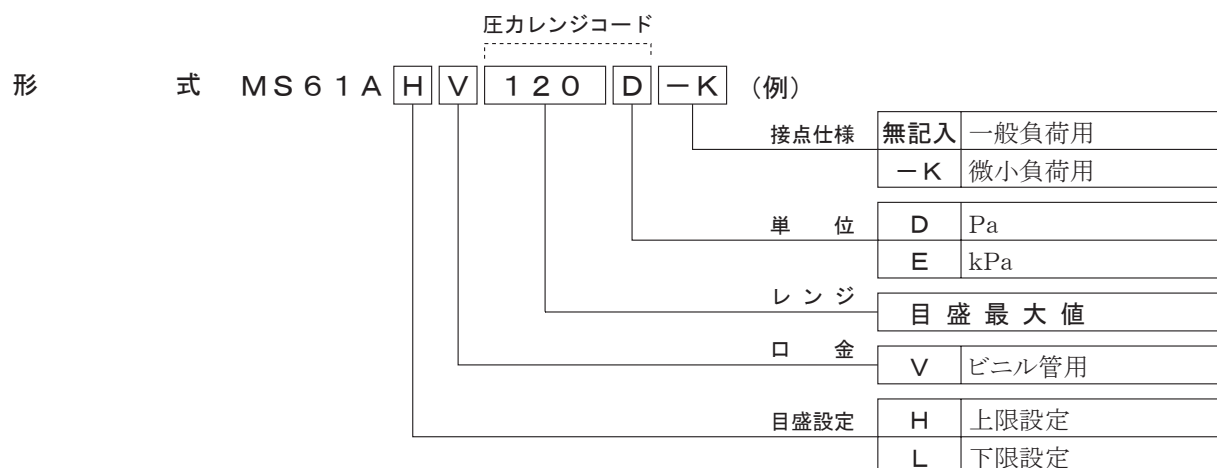 圧力レンジコード
形 式 MS61A H V 120 D －K （例）
接点仕様 無記入 一般負荷用
－K 微小負荷用
単 位 D Pa
E kPa
レンジ 目盛最大値
口 金 V ビニル管用
目盛設定 H 上限設定
L 下限設定